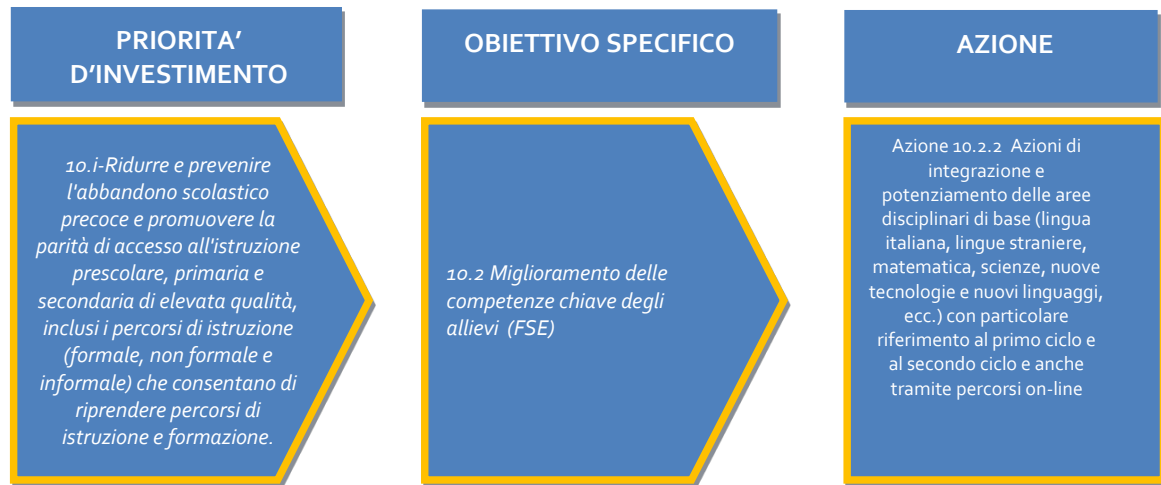 PRIORITA’
D’INVESTIMENTO
10.i-Ridurre e prevenire
l'abbandono scolastico
precoce e promuovere la
parità di accesso all'istruzione
prescolare, primaria e
secondaria di elevata qualità,
inclusi i percorsi di istruzione
(formale, non formale e
informale) che consentano di
riprendere percorsi di
istruzione e formazione.
OBIETTIVO SPECIFICO
10.2 Miglioramento delle
competenze chiave degli
allievi (FSE)
AZIONE
Azione 10.2.2 Azioni di
integrazione e
potenziamento delle aree
disciplinari di base (lingua
italiana, lingue straniere,
matematica, scienze, nuove
tecnologie e nuovi linguaggi,
ecc.) con particolare
riferimento al primo ciclo e
al secondo ciclo e anche
tramite percorsi on-line